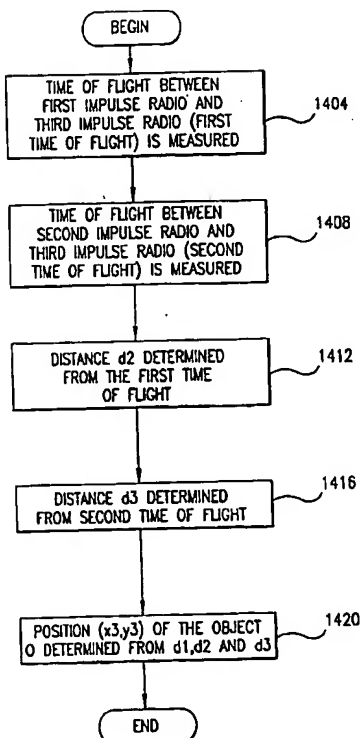 BEGIN
TIME OF FLIGHT BETWEEN
FIRST IMPULSE RADIO AND
THIRD IMPULSE RADIO (FIRST
TIME OF FLIGHT) IS MEASURED
1404
TIME OF FLIGHT BETWEEN
SECOND IMPULSE RADIO AND
THIRD IMPULSE RADIO (SECOND
TIME OF FLIGHT) IS MEASURED
1408
DISTANCE d2 DETERMINED
FROM THE FIRST TIME
OF FLIGHT
1412
DISTANCE d3 DETERMINED
FROM SECOND TIME OF FLIGHT
1416
POSITION (x3,y3) OF THE OBJECT
O DETERMINED FROM d1,d2 AND d3
1420
END